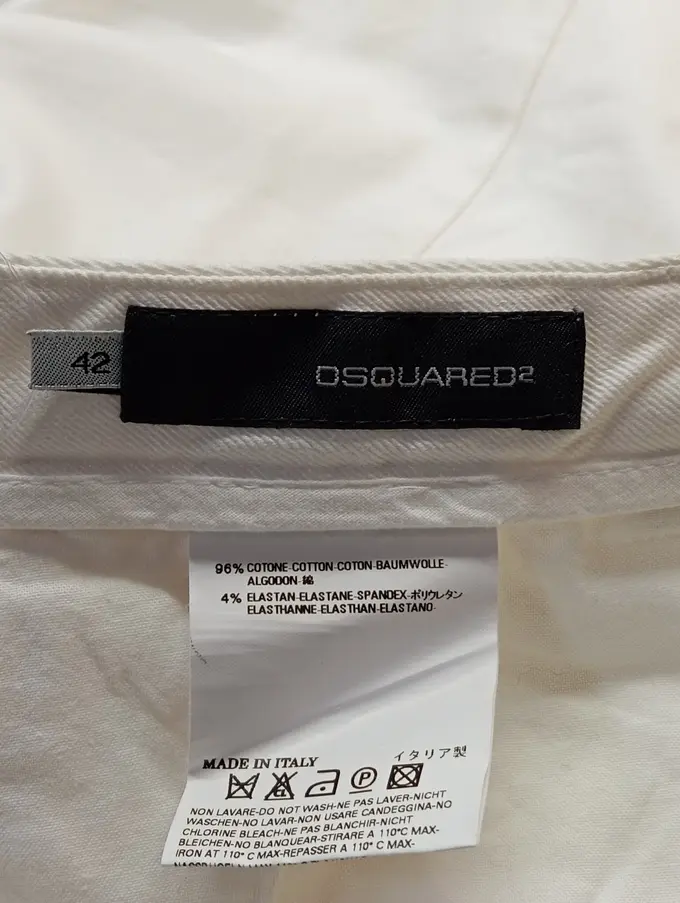 42
DSQUARED2
96% COTONE-COTTON-COTON-BAUMWOLLE-
ALGODON-綿
4% ELASTAN-ELASTANE-SPANDEX-ポリウレタン
ELASTHANNE-ELASTHAN-ELASTANO-
MADE IN ITALY イタリア製
CL P
NON LAVARE-DO NOT WASH-NE PAS LAVER-NICHT
WASCHEN-NO LAVAR-NON USARE CANDEGGINA-NO
CHLORINE BLEACH-NE PAS BLANCHIR-NICHT
BLEICHEN-NO BLANQUEAR-STIRARE A 110°C MAX-
IRON AT 110° C MAX-REPASSER A 110° C MAX-